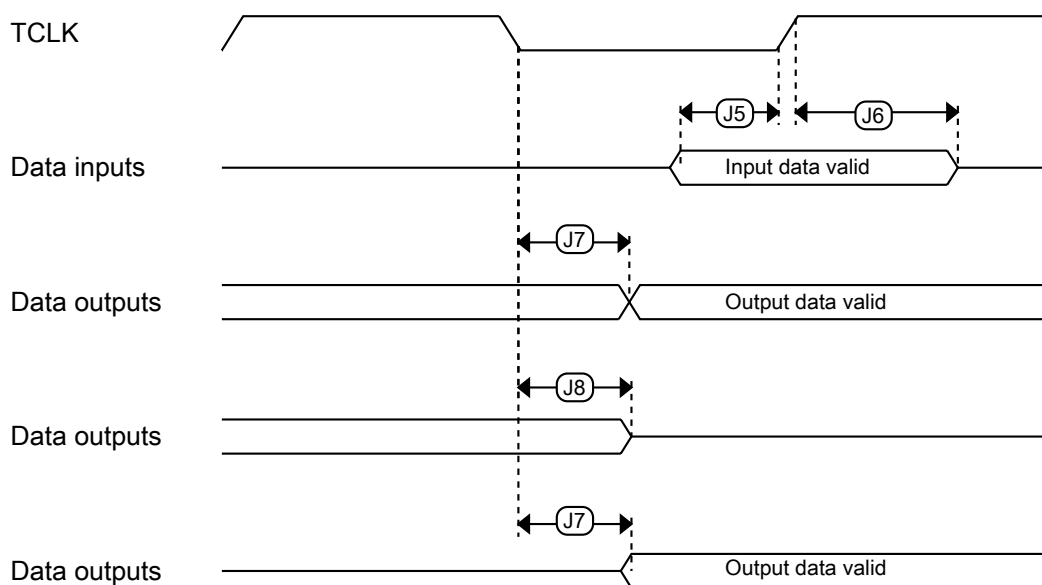 TCLK
J5
J6
Data inputs
Input data valid
J7
Data outputs
Output data valid
J8
Data outputs
J7
Data outputs
Output data valid